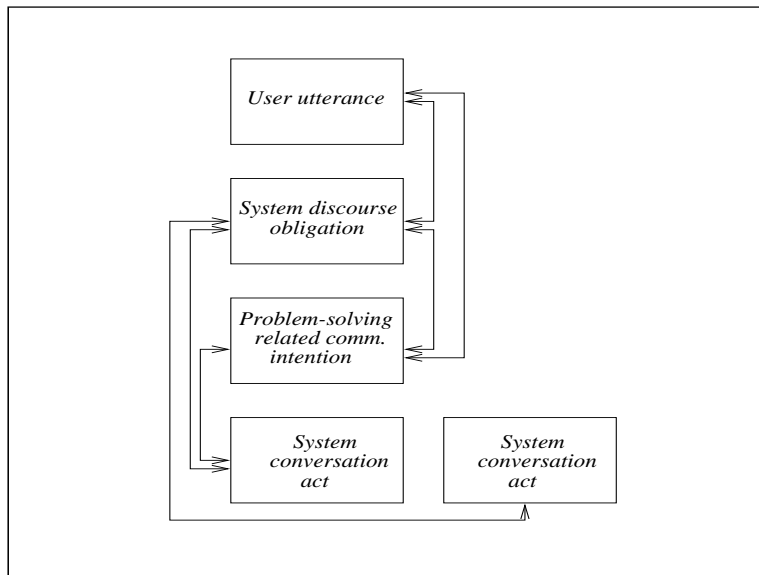 User utterance
System discourse
obligation
Problem-solving
related comm.
intention
System
conversation
act
System
conversation
act